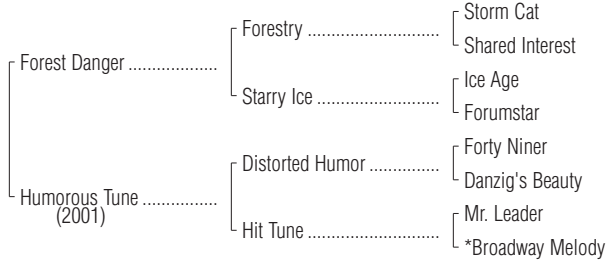 Storm Cat
Forestry ............................
Shared Interest
Forest Danger ...................
Ice Age
Starry Ice ..........................
Forumstar
Forty Niner
Distorted Humor ...............
Danzig's Beauty
Humorous Tune ................
(2001)
Mr. Leader
Hit Tune ............................
*Broadway Melody